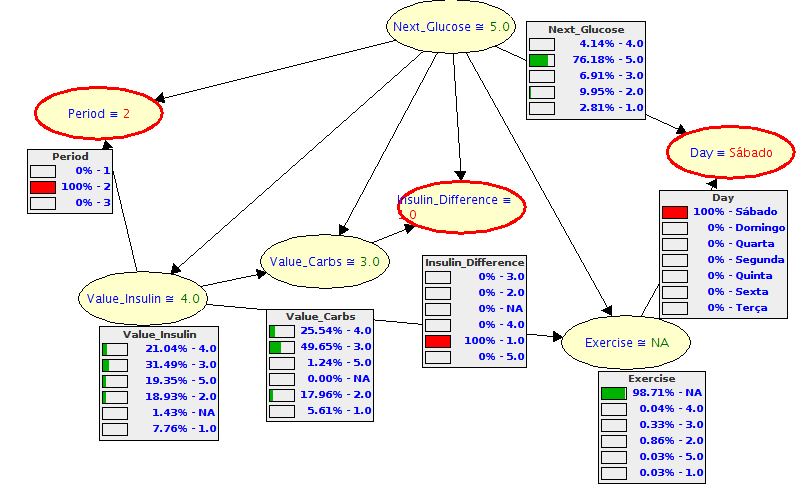 Next_Glucose ≅ 5.0
Next_Glucose
4.14% - 4.0
76.18% - 5.0
6.91% - 3.0
9.95% - 2.0
2.81% - 1.0
Period ≡ 2
Period
0% - 1
100% - 2
0% - 3
Day ≡ Sábado
Day
100% - Sábado
0% - Domingo
0% - Quarta
0% - Segunda
0% - Quinta
0% - Sexta
0% - Terça
Insulin_Difference ≡
.0
Insulin_Difference
0% - 3.0
0% - 2.0
0% - NA
0% - 4.0
100% - 1.0
0% - 5.0
Value_Carbs ≅ 3.0
Value_Carbs
25.54% - 4.0
49.65% - 3.0
1.24% - 5.0
0.00% - NA
17.96% - 2.0
5.61% - 1.0
Value_Insulin ≅ 4.0
Value_Insulin
21.04% - 4.0
31.49% - 3.0
19.35% - 5.0
18.93% - 2.0
1.43% - NA
7.76% - 1.0
Exercise ≅ NA
Exercise
98.71% - NA
0.04% - 4.0
0.33% - 3.0
0.86% - 2.0
0.03% - 5.0
0.03% - 1.0